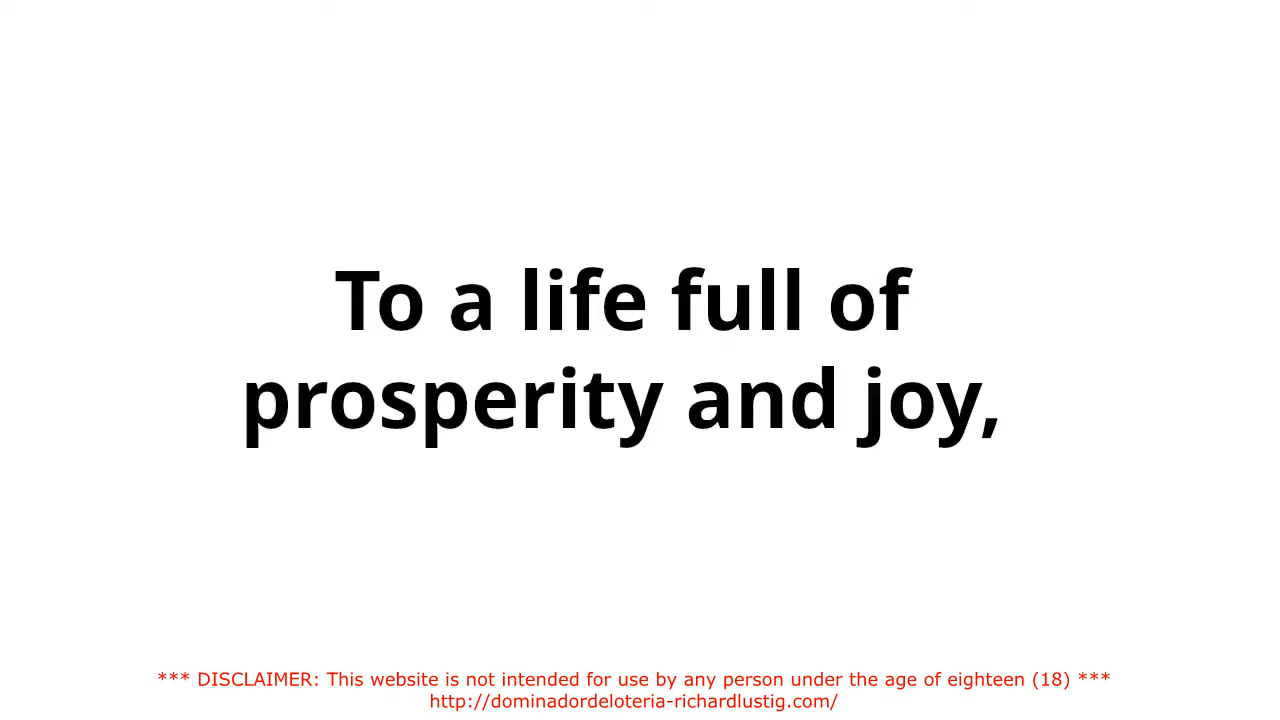 To a life full of
prosperity and joy,
*** DISCLAIMER: This website is not intended for use by any person under the age of eighteen (18) ***
http://dominadordeloteria-richardlustig.com/